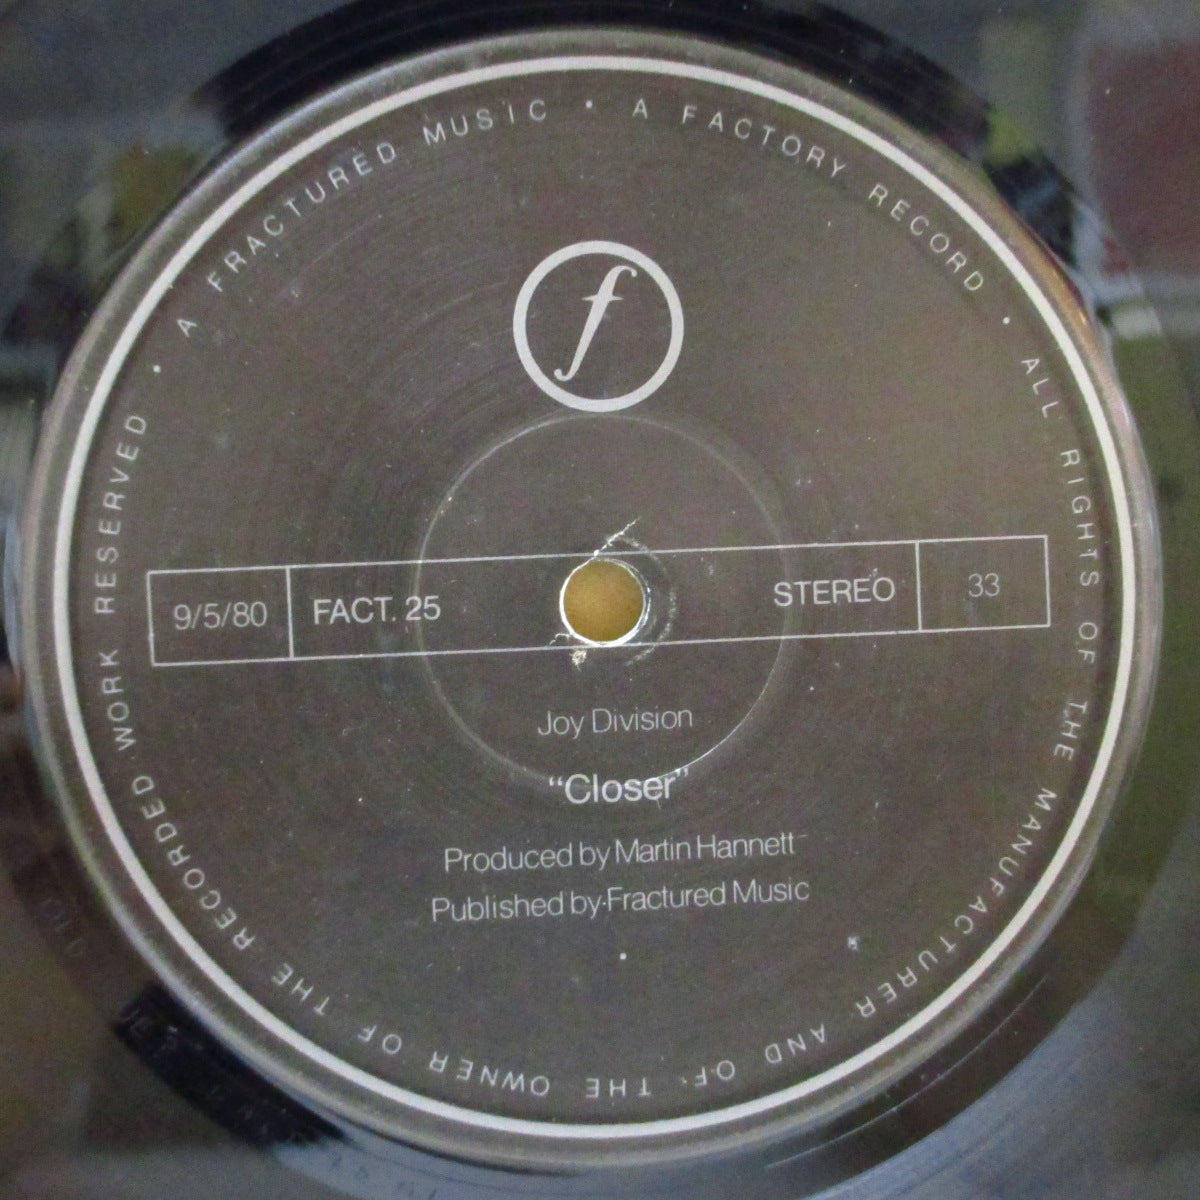 A FRACTURED MUSIC • A FACTORY RECORD • ALL RIGHTS OF THE MANUFACTURER AND OF THE OWNER OF THE RECORDED WORK RESERVED •
f
9/5/80 FACT. 25 STEREO 33
Joy Division
“Closer”
Produced by Martin Hannett
Published by Fractured Music